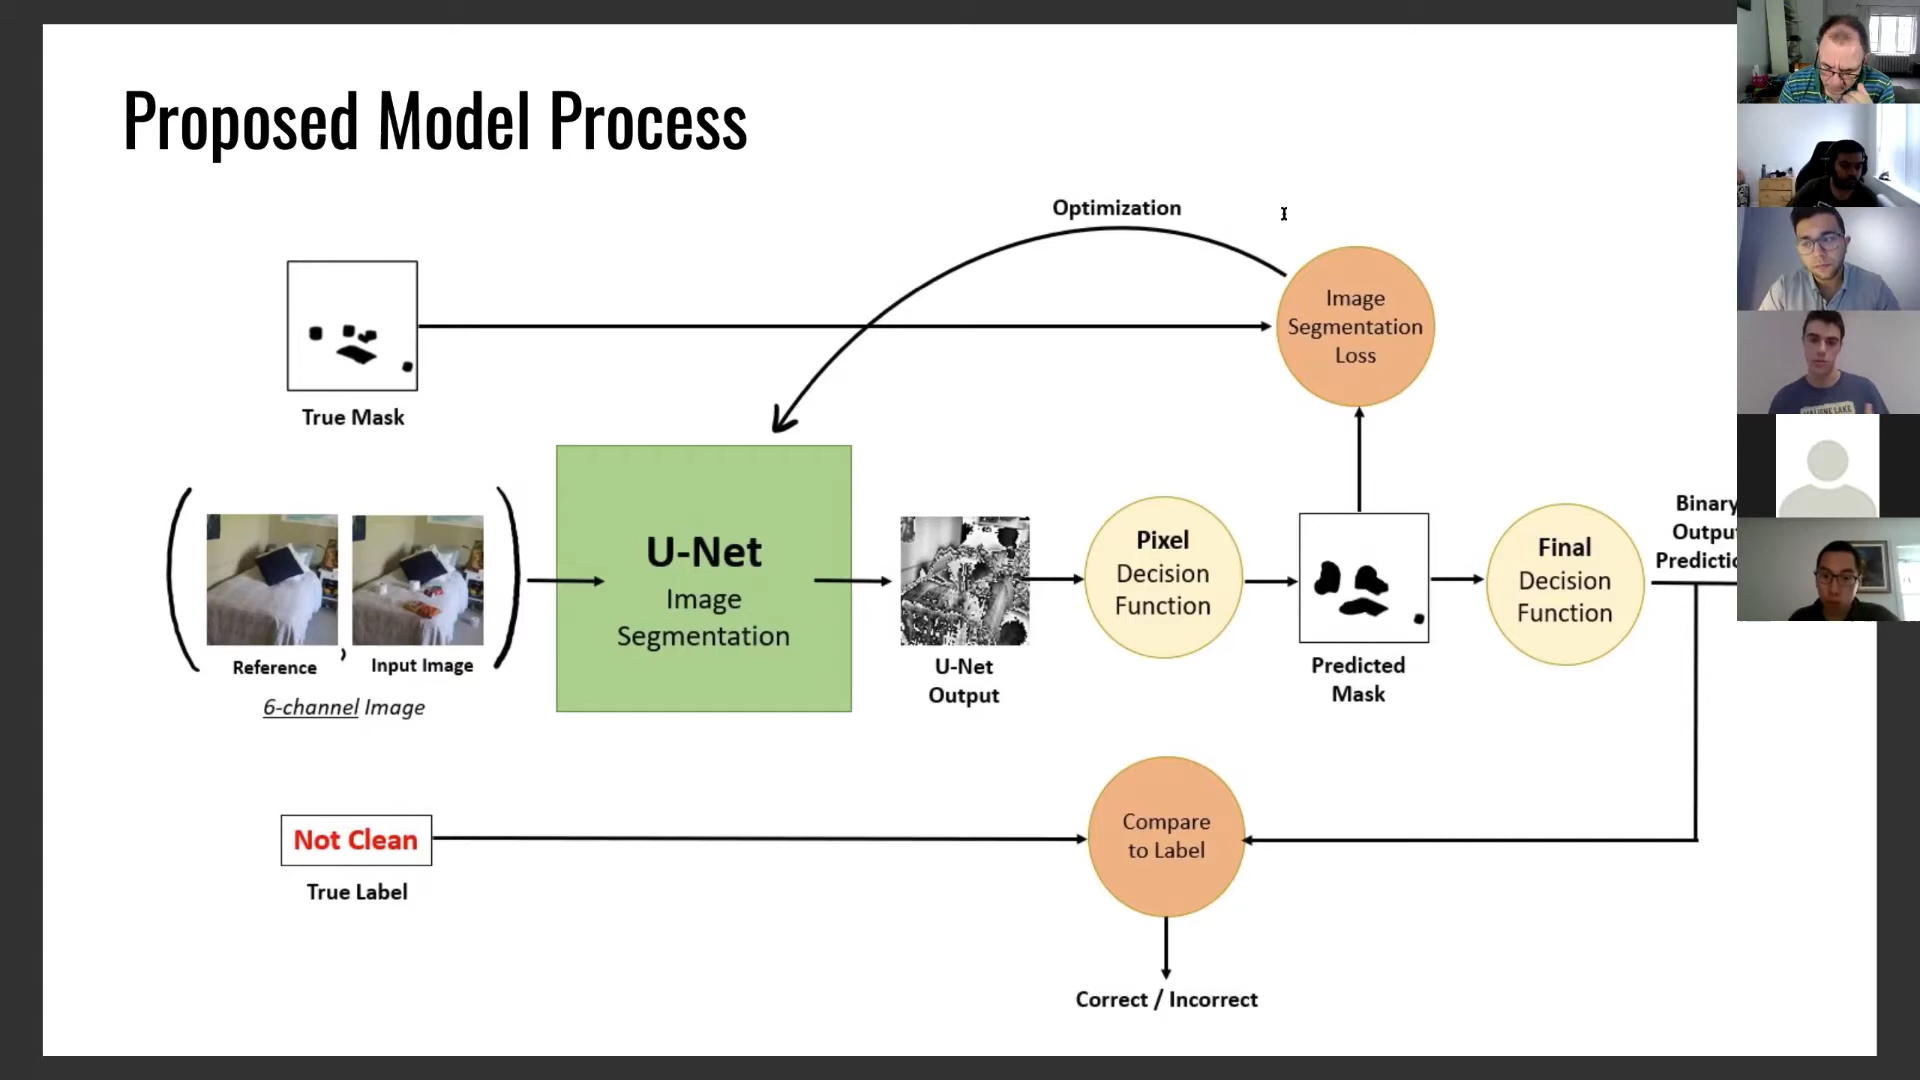 Proposed Model Process
Optimization
Image
Segmentation
Loss
True Mask
U-Net
Image
Segmentation
Reference
,
Input Image
6-channel Image
U-Net
Output
Pixel
Decision
Function
Predicted
Mask
Final
Decision
Function
Binary
Outpu
Predictio
Not Clean
True Label
Compare
to Label
Correct / Incorrect